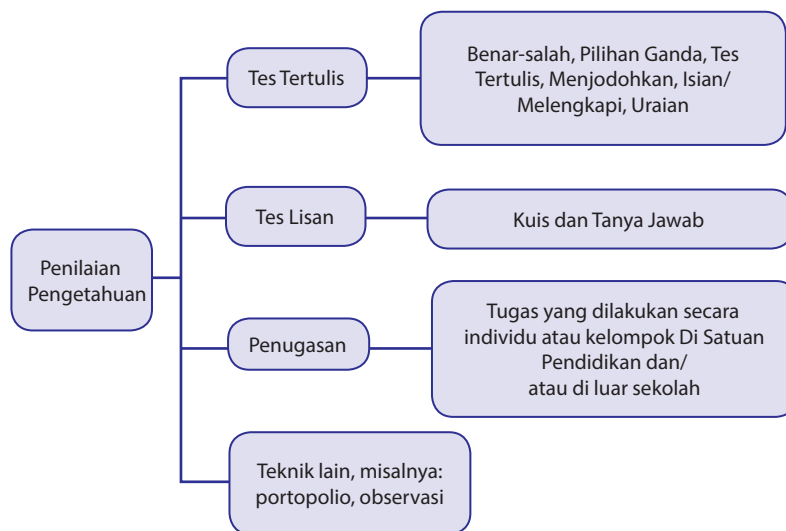 Penilaian
Pengetahuan
Tes Tertulis
Benar-salah, Pilihan Ganda, Tes
Tertulis, Menjodohkan, Isian/
Melengkapi, Uraian
Tes Lisan
Kuis dan Tanya Jawab
Penugasan
Tugas yang dilakukan secara
individu atau kelompok Di Satuan
Pendidikan dan/
atau di luar sekolah
Teknik lain, misalnya:
portopolio, observasi